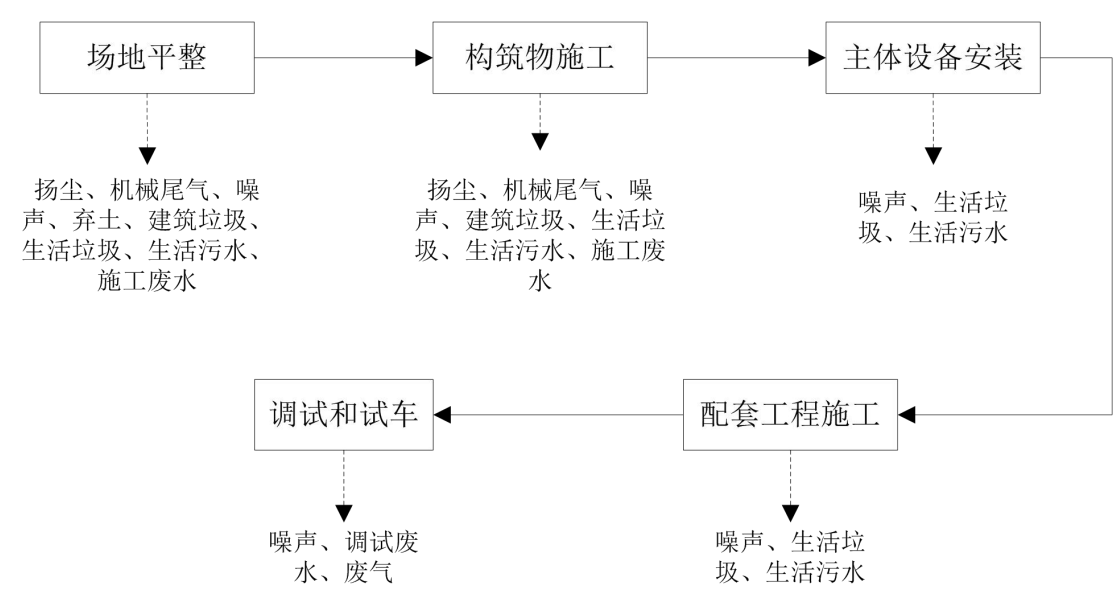 场地平整
构筑物施工
主体设备安装
扬尘、机械尾气、噪
声、弃土、建筑垃圾、
生活垃圾、生活污水、
施工废水
扬尘、机械尾气、噪
声、建筑垃圾、生活垃
圾、生活污水、施工废
水
噪声、生活垃
圾、生活污水
调试和试车
配套工程施工
噪声、调试废
水、废气
噪声、生活垃
圾、生活污水